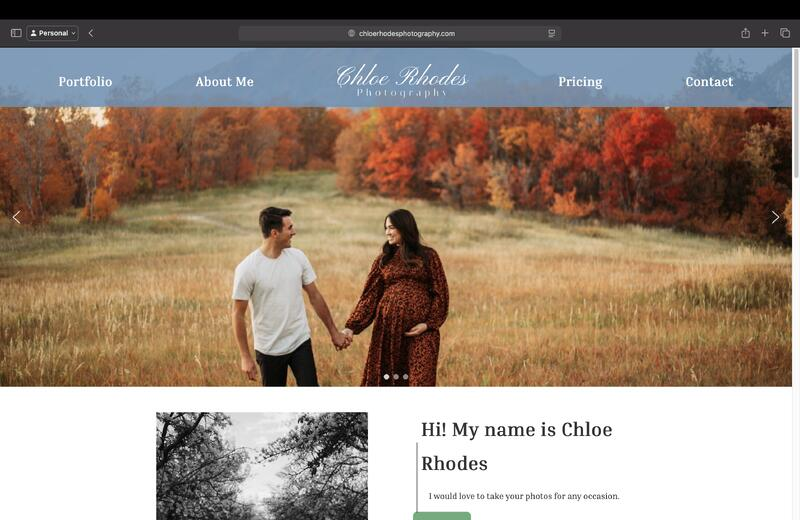 Personal
chloerhodesphotography.com
Portfolio
About Me
Chloe Rhodes
Photography
Pricing
Contact
Hi! My name is Chloe
Rhodes
I would love to take your photos for any occasion.